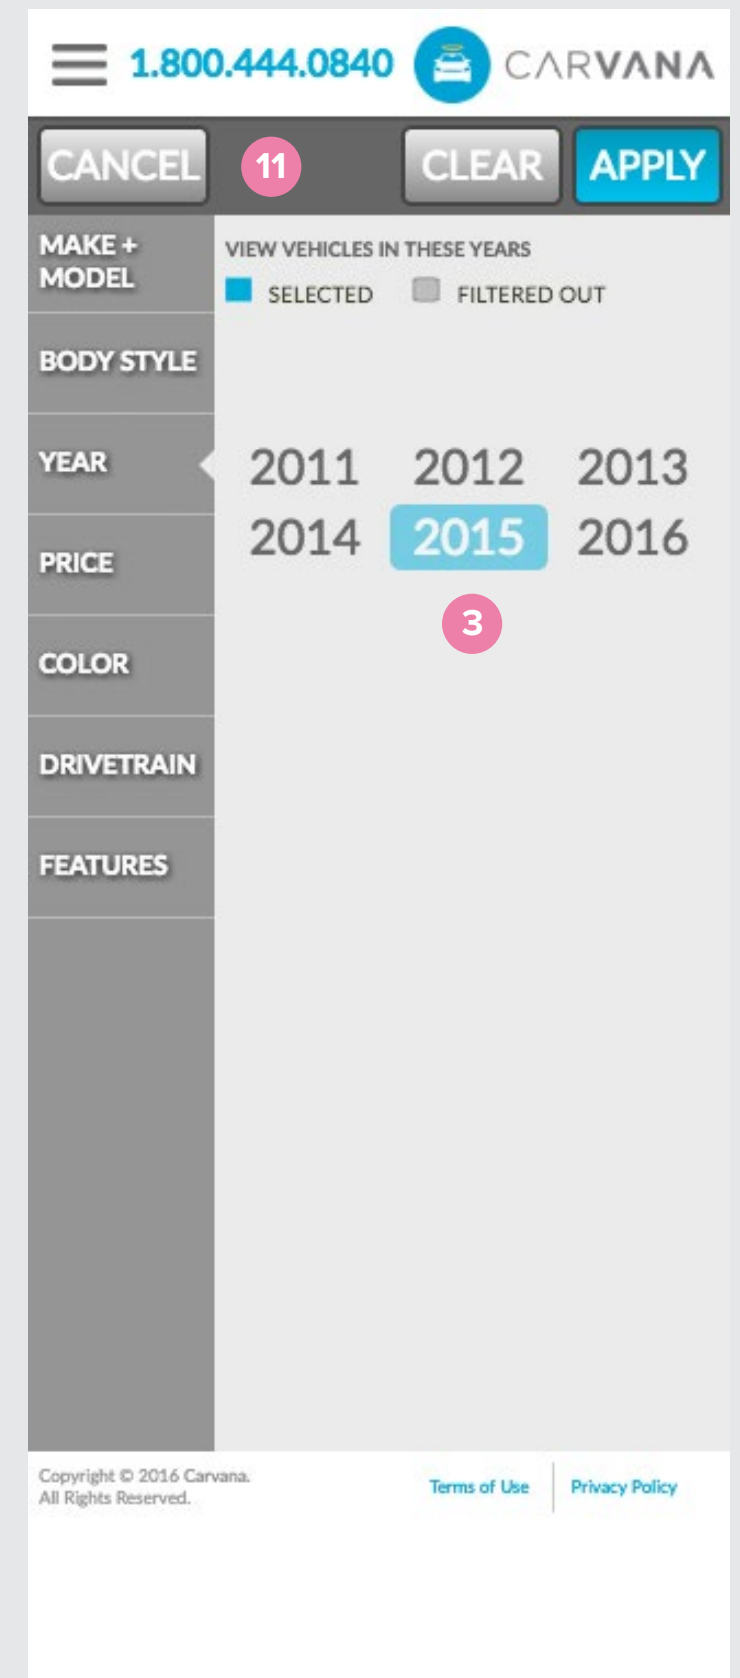 1.800.444.0840 CARVANA
CANCEL 11 CLEAR APPLY
MAKE +
MODEL
BODY STYLE
YEAR
PRICE
COLOR
DRIVETRAIN
FEATURES
VIEW VEHICLES IN THESE YEARS
SELECTED FILTERED OUT
2011 2012 2013
2014 2015 2016
3
Copyright © 2016 Carvana.
All Rights Reserved.
Terms of Use Privacy Policy